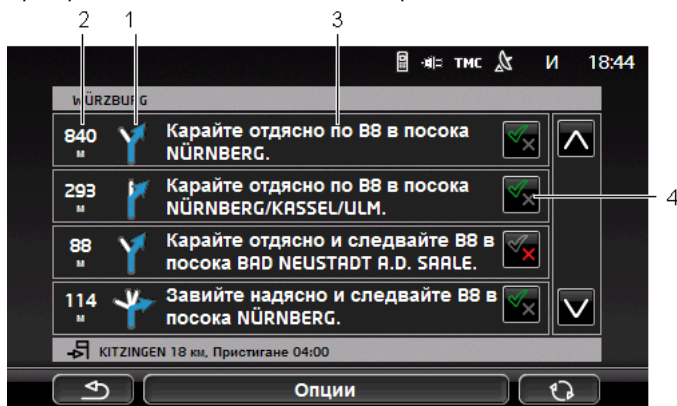 2 1 3
TMC И 18:44
WÜRZBURG
840 м
Карайте отдясно по B8 в посока
NÜRNBERG.
293 м
Карайте отдясно по B8 в посока
NÜRNBERG/KASSEL/ULM.
4
88 м
Карайте отдясно и следвайте B8 в
посока BAD NEUSTADT A.D. SAALE.
114 м
Завийте надясно и следвайте B8 в
посока NÜRNBERG.
KITZINGEN 18 км, Пристигане 04:00
Опции